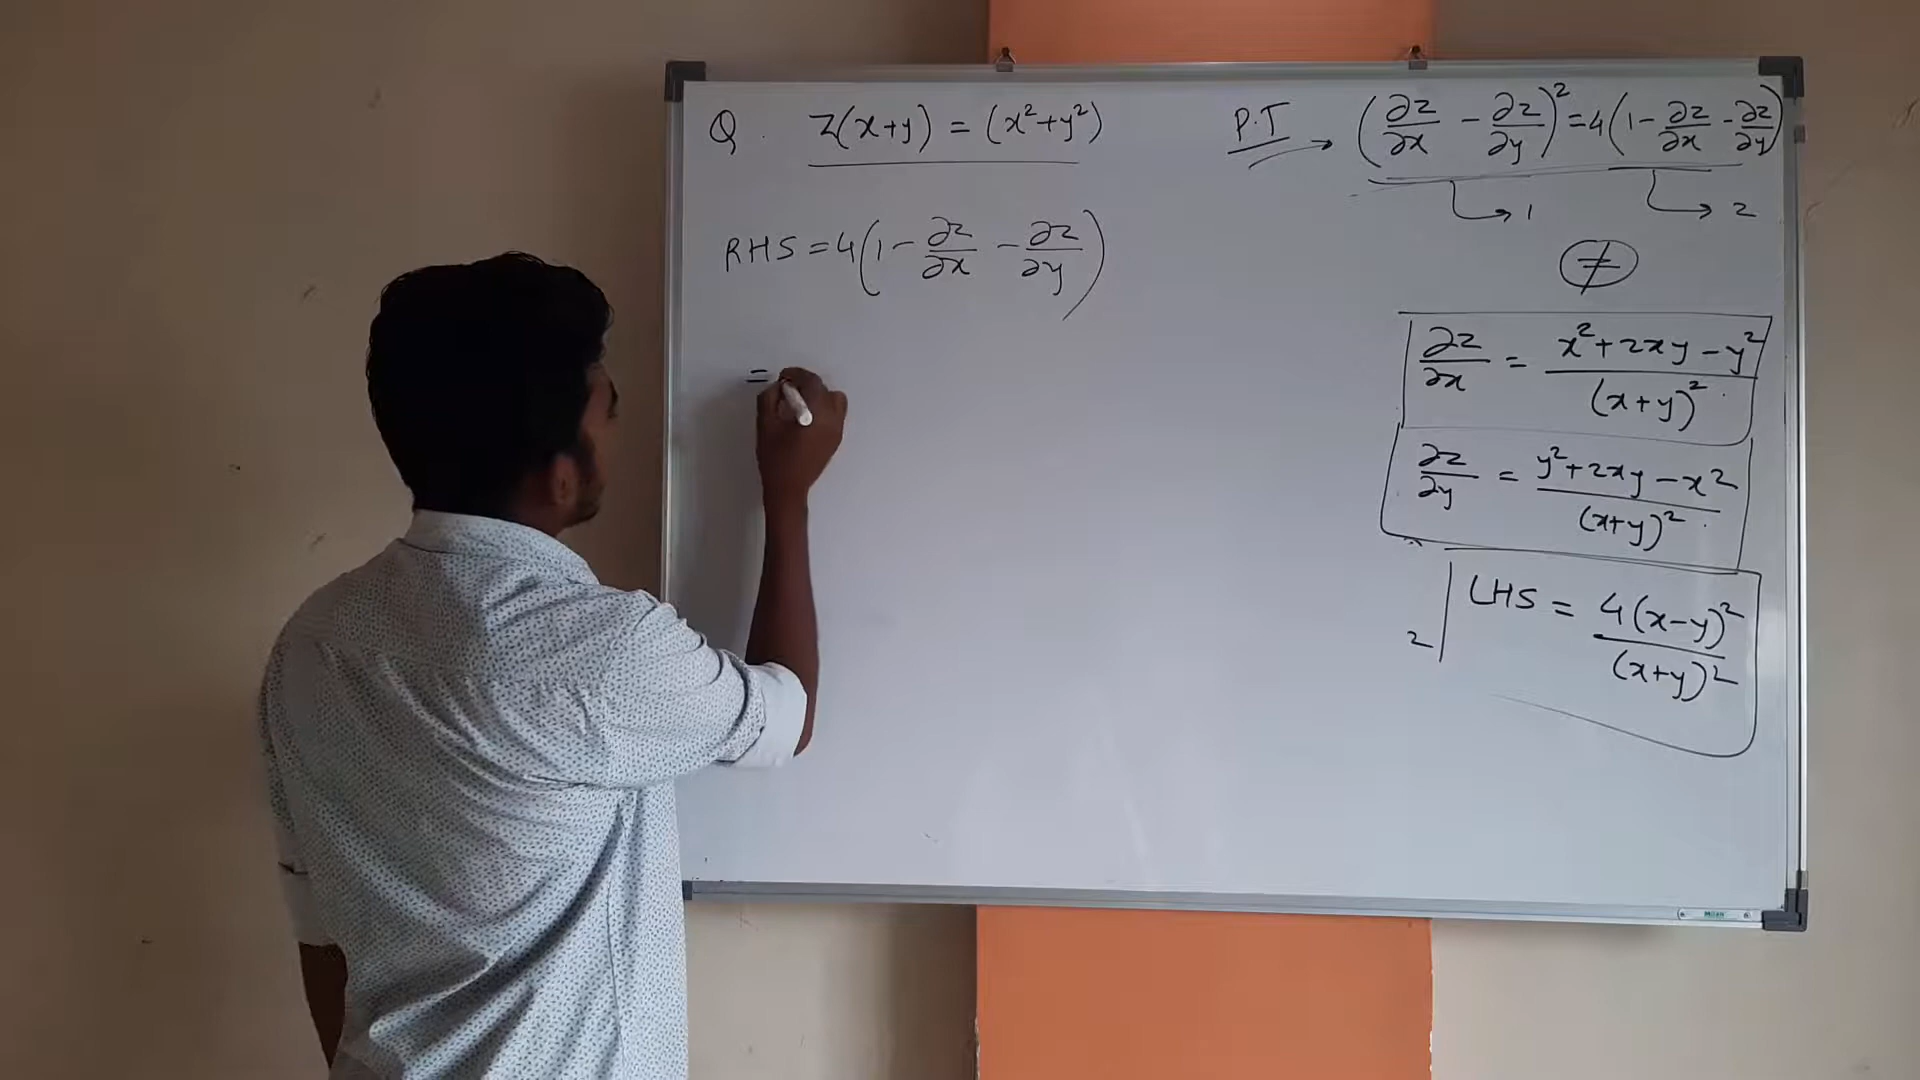 Q. Z(x+y) = (x²+y²)
P.T → (∂z/∂x - ∂z/∂y)² = 4(1 - ∂z/∂x - ∂z/∂y)
→ 1 → 2
RHS = 4(1 - ∂z/∂x - ∂z/∂y)
≠
=
∂z/∂x = x²+2xy-y² / (x+y)²
∂z/∂y = y²+2xy-x² / (x+y)²
2 LHS = 4(x-y)² / (x+y)²